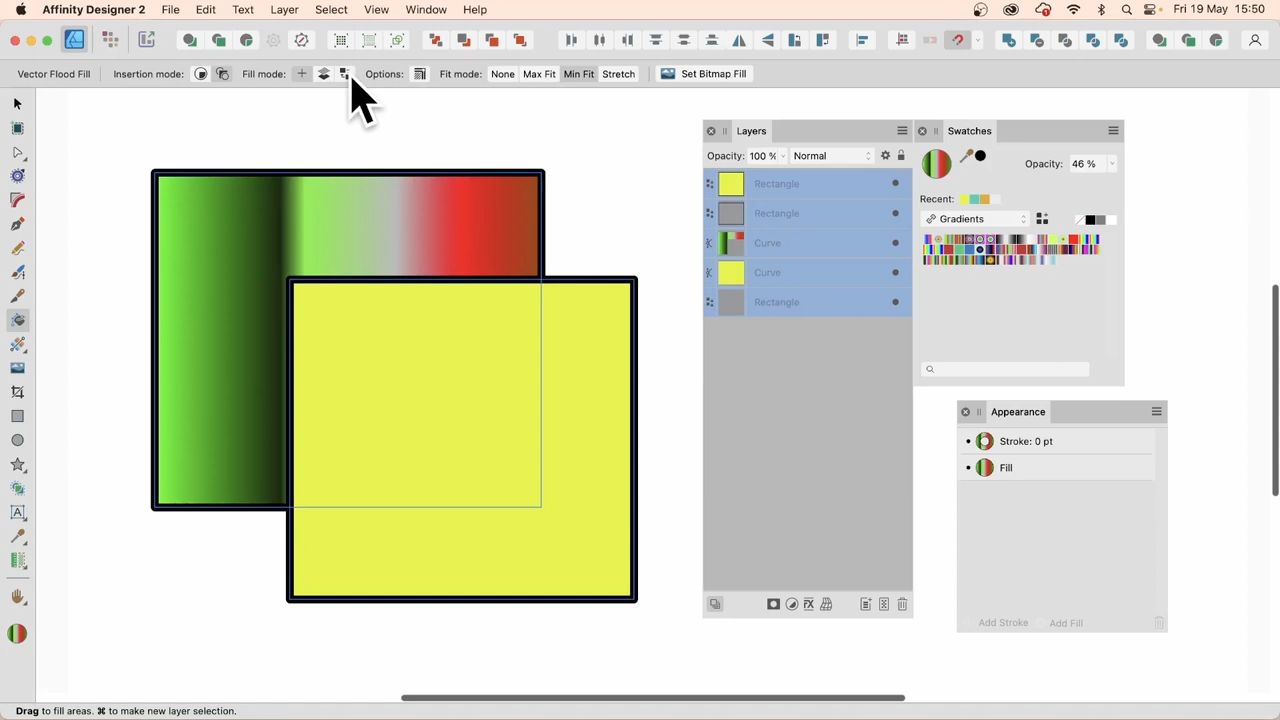 Affinity Designer 2 File Edit Text Layer Select View Window Help Fri 19 May 15:50
Vector Flood Fill Insertion mode: Fill mode: Options: Fit mode: None Max Fit Min Fit Stretch Set Bitmap Fill
Layers
Opacity: 100 % Normal
Rectangle
Rectangle
Curve
Curve
Rectangle
Swatches
Opacity: 46 %
Recent:
Gradients
Appearance
Stroke: 0 pt
Fill
Add Stroke Add Fill
Drag to fill areas. ⌘ to make new layer selection.